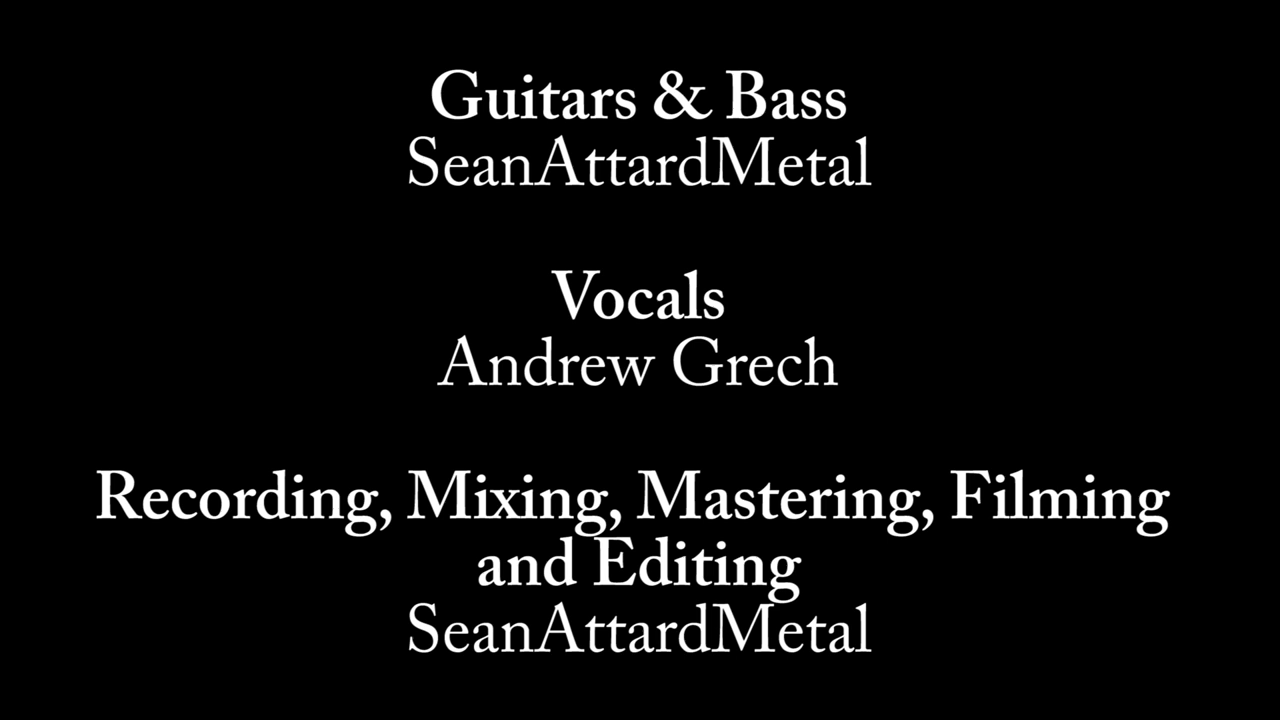 Guitars & Bass
SeanAttardMetal
Vocals
Andrew Grech
Recording, Mixing, Mastering, Filming
and Editing
SeanAttardMetal